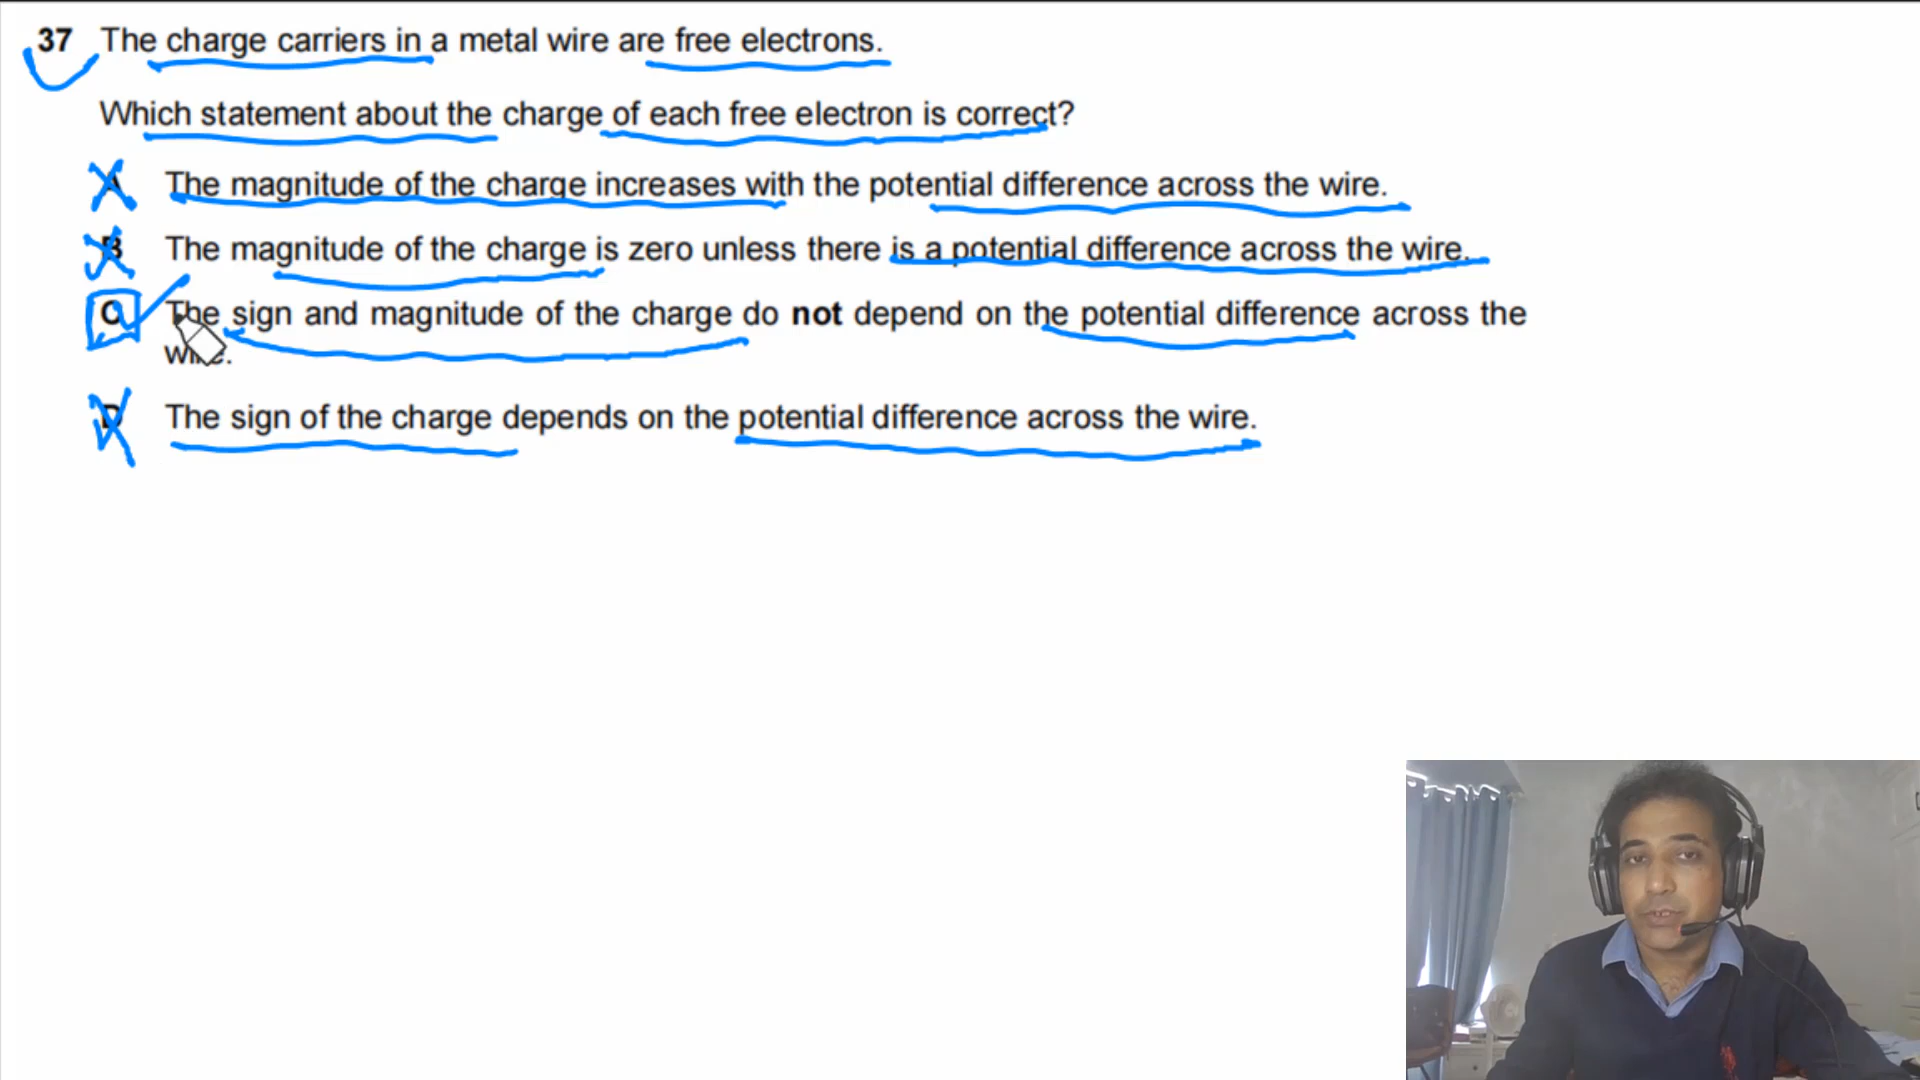 37 The charge carriers in a metal wire are free electrons.
Which statement about the charge of each free electron is correct?
A The magnitude of the charge increases with the potential difference across the wire.
B The magnitude of the charge is zero unless there is a potential difference across the wire.
C The sign and magnitude of the charge do not depend on the potential difference across the
wire.
D The sign of the charge depends on the potential difference across the wire.